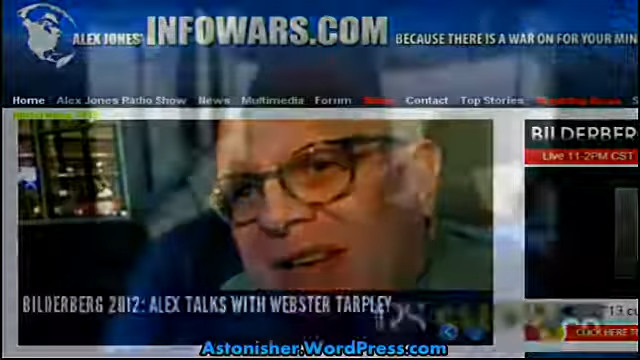 ALEX JONES' INFOWARS.COM BECAUSE THERE IS A WAR ON FOR YOUR MIN
Home Alex Jones Radio Show News Multimedia Forum Contact Top Stories
BILDERBER
Live 11-2PM CST
BILDERBERG 2012: ALEX TALKS WITH WEBSTER TARPLEY
CLICK HERE T
Astonisher.WordPress.com